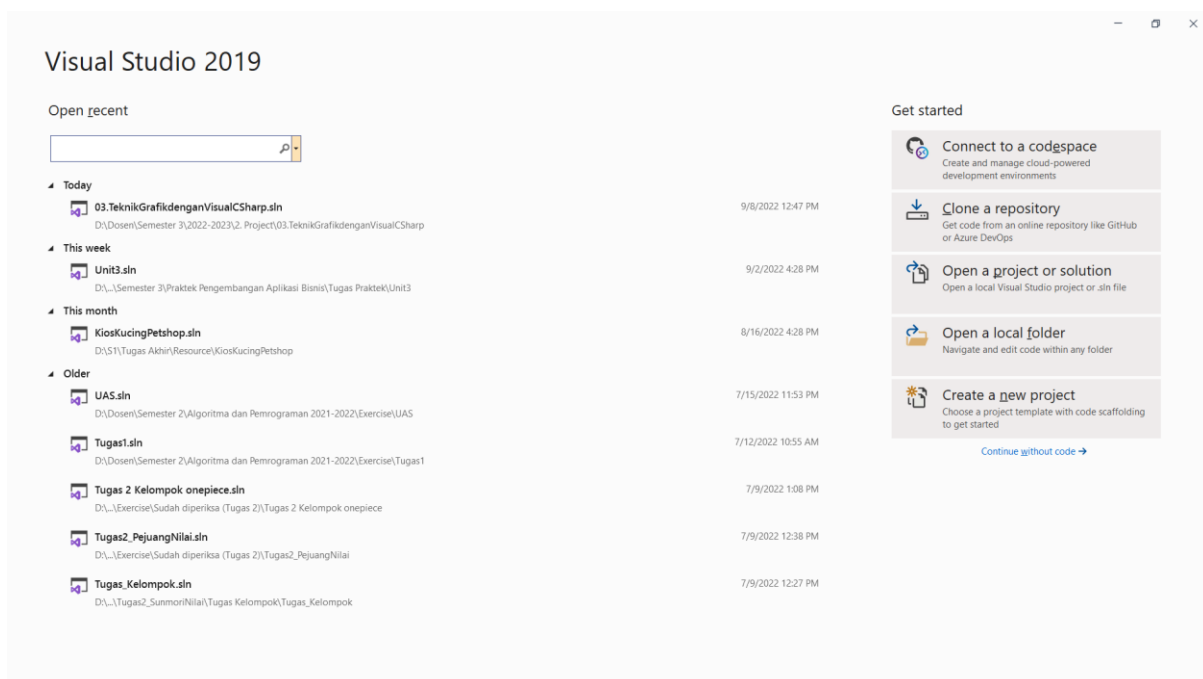 Visual Studio 2019
Open recent
Today
03.TeknikGrafikdenganVisualCSharp.sln
9/8/2022 12:47 PM
D:\Dosen\Semester 3\2022-2023\2. Project\03.TeknikGrafikdenganVisualCSharp
This week
Unit3.sln
9/2/2022 4:28 PM
D:\...\Semester 3\Praktek Pengembangan Aplikasi Bisnis\Tugas Praktek\Unit3
This month
KiosKucingPetshop.sln
8/16/2022 4:28 PM
D:\S1\Tugas Akhir\Resource\KiosKucingPetshop
Older
UAS.sln
7/15/2022 11:53 PM
D:\Dosen\Semester 2\Algoritma dan Pemrograman 2021-2022\Exercise\UAS
Tugas1.sln
7/12/2022 10:55 AM
D:\Dosen\Semester 2\Algoritma dan Pemrograman 2021-2022\Exercise\Tugas1
Tugas 2 Kelompok onepiece.sln
7/9/2022 1:08 PM
D:\...\Exercise\Sudah diperiksa (Tugas 2)\Tugas 2 Kelompok onepiece
Tugas2_PejuangNilai.sln
7/9/2022 12:38 PM
D:\...\Exercise\Sudah diperiksa (Tugas 2)\Tugas2_PejuangNilai
Tugas_Kelompok.sln
7/9/2022 12:27 PM
D:\...\Tugas2_SunmoriNilai\Tugas Kelompok\Tugas_Kelompok
Get started
Connect to a codespace
Create and manage cloud-powered
development environments
Clone a repository
Get code from an online repository like GitHub
or Azure DevOps
Open a project or solution
Open a local Visual Studio project or .sln file
Open a local folder
Navigate and edit code within any folder
Create a new project
Choose a project template with code scaffolding
to get started
Continue without code →